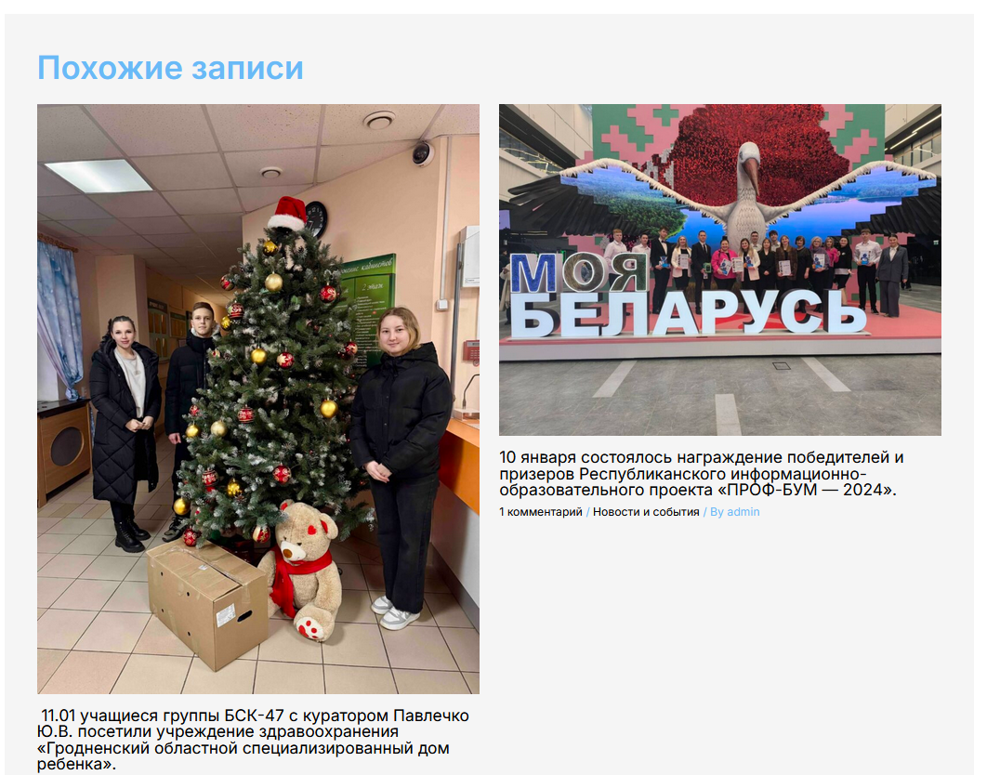 Похожие записи
МОЯ
БЕЛАРУСЬ
10 января состоялось награждение победителей и
призеров Республиканского информационно-
образовательного проекта «ПРОФ-БУМ — 2024».
1 комментарий / Новости и события / By admin
2 этаж
11.01 учащиеся группы БСК-47 с куратором Павлечко
Ю.В. посетили учреждение здравоохранения
«Гродненский областной специализированный дом
ребенка».